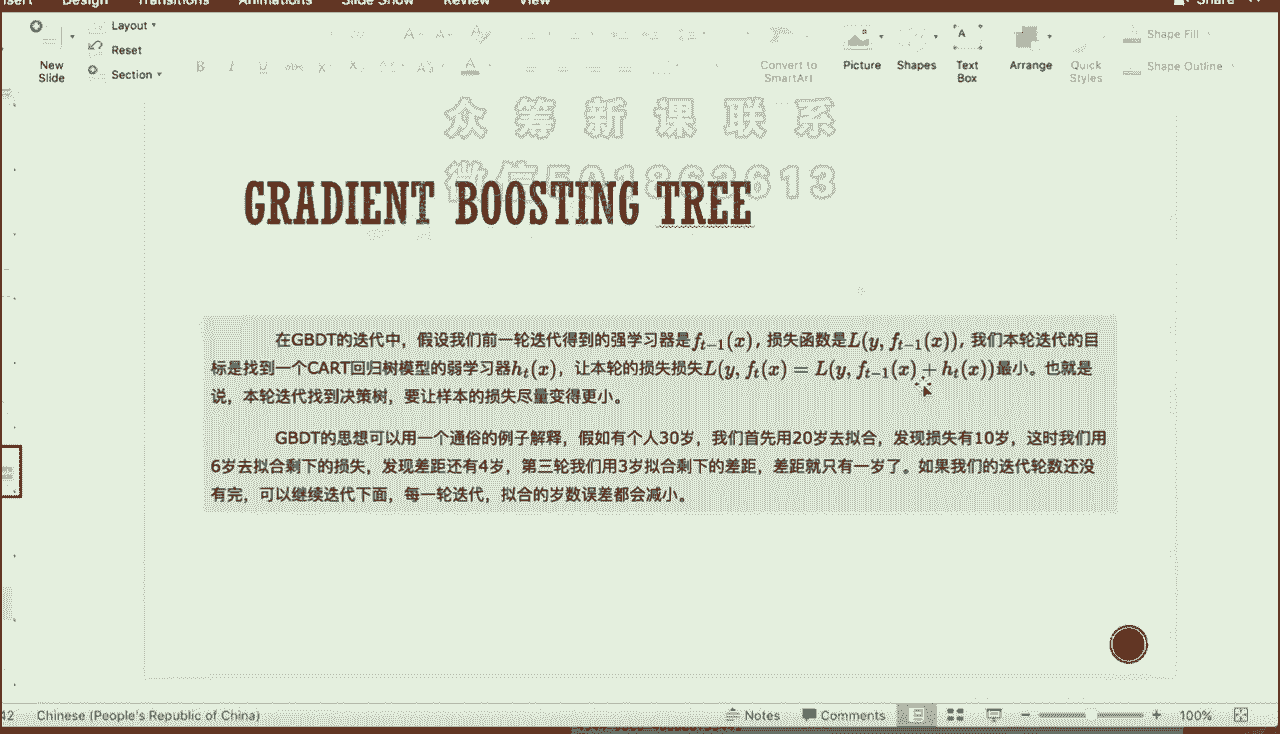 Insert Design Transitions Animations Slide Show Review View Share
New Slide
Layout
Reset
Section
Convert to SmartArt
Picture
Shapes
Text Box
Arrange
Quick Styles
Shape Fill
Shape Outline
众筹新课联系
微信501863613
GRADIENT BOOSTING TREE
在GBDT的迭代中，假设我们前一轮迭代得到的强学习器是f_{t−1}(x)，损失函数是L(y, f_{t−1}(x))，我们本轮迭代的目
标是找到一个CART回归树模型的弱学习器h_t(x)，让本轮的损失损失L(y, f_t(x) = L(y, f_{t−1}(x) + h_t(x))最小。也就是
说，本轮迭代找到决策树，要让样本的损失尽量变得更小。
GBDT的思想可以用一个通俗的例子解释，假如有个人30岁，我们首先用20岁去拟合，发现损失有10岁，这时我们用
6岁去拟合剩下的损失，发现差距还有4岁，第三轮我们用3岁拟合剩下的差距，差距就只有一岁了。如果我们的迭代轮数还没
有完，可以继续迭代下面，每一轮迭代，拟合的岁数误差都会减小。
42 Chinese (People's Republic of China) Notes Comments 100%